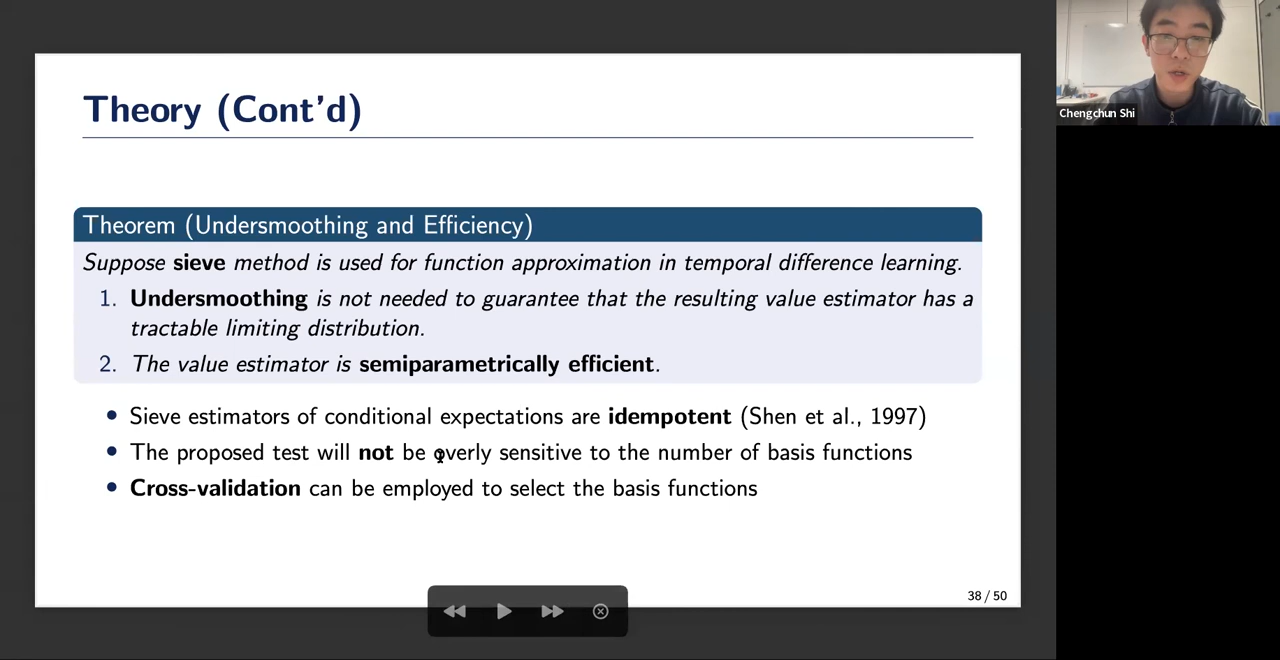 Theory (Cont'd)
Theorem (Undersmoothing and Efficiency)
Suppose sieve method is used for function approximation in temporal difference learning.
1. Undersmoothing is not needed to guarantee that the resulting value estimator has a
tractable limiting distribution.
2. The value estimator is semiparametrically efficient.
• Sieve estimators of conditional expectations are idempotent (Shen et al., 1997)
• The proposed test will not be overly sensitive to the number of basis functions
• Cross-validation can be employed to select the basis functions
38 / 50
Chengchun Shi